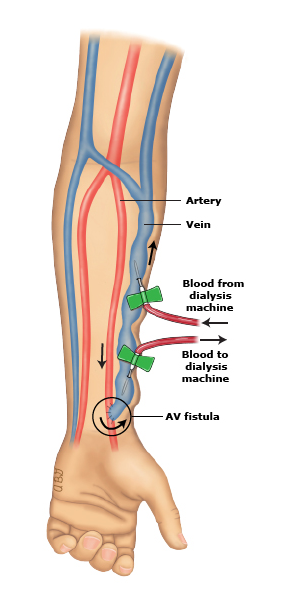 Artery
Vein
Blood from
dialysis
machine
Blood to
dialysis
machine
AV fistula